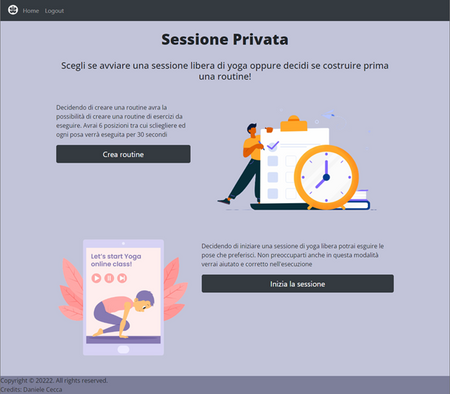 Home Logout
Sessione Privata
Scegli se avviare una sessione libera di yoga oppure decidi se costruire prima
una routine!
Decidendo di creare una routine avra la
possibilità di creare una routine di esercizi da
eseguire. Avrai 6 posizioni tra cui schiegliere ed
ogni posa verrà eseguita per 30 secondi
Crea routine
Let's start Yoga
online class!
Decidendo di iniziare una sessione di yoga libera potrai esguire le
pose che preferisci. Non preoccuparti anche in questa modalità
verrai aiutato e corretto nell'esecuzione
Inizia la sessione
Copyright © 20222. All rights reserved.
Credits: Daniele Cecca